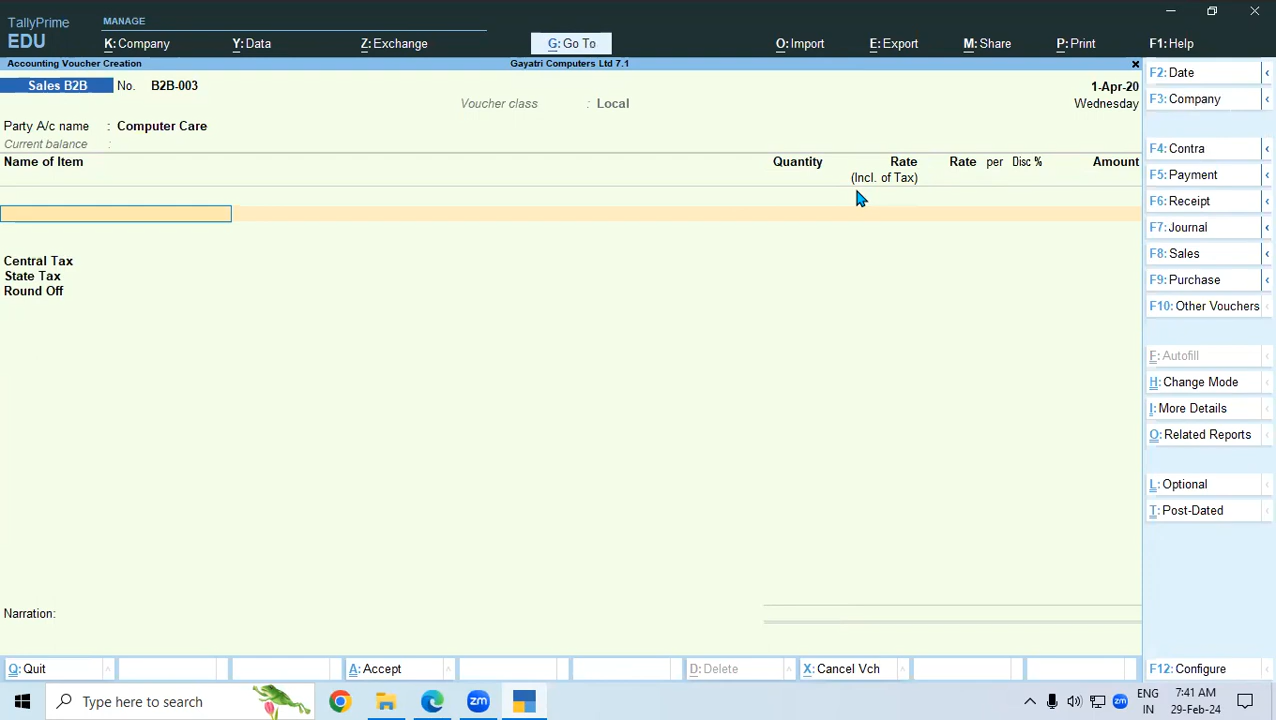 TallyPrime
EDU
MANAGE
K: Company
Y: Data
Z: Exchange
G: Go To
O: Import
E: Export
M: Share
P: Print
F1: Help
Accounting Voucher Creation
Gayatri Computers Ltd 7.1
Sales B2B
No.
B2B-003
1-Apr-20
Voucher class : Local
Wednesday
Party A/c name : Computer Care
Current balance :
Name of Item
Quantity
Rate
Rate
per
Disc %
Amount
(Incl. of Tax)
Central Tax
State Tax
Round Off
Narration:
F2: Date
F3: Company
F4: Contra
F5: Payment
F6: Receipt
F7: Journal
F8: Sales
F9: Purchase
F10: Other Vouchers
F: Autofill
H: Change Mode
I: More Details
O: Related Reports
L: Optional
T: Post-Dated
Q: Quit
A: Accept
D: Delete
X: Cancel Vch
F12: Configure
Type here to search
zm
zm
ENG
IN
7:41 AM
29-Feb-24